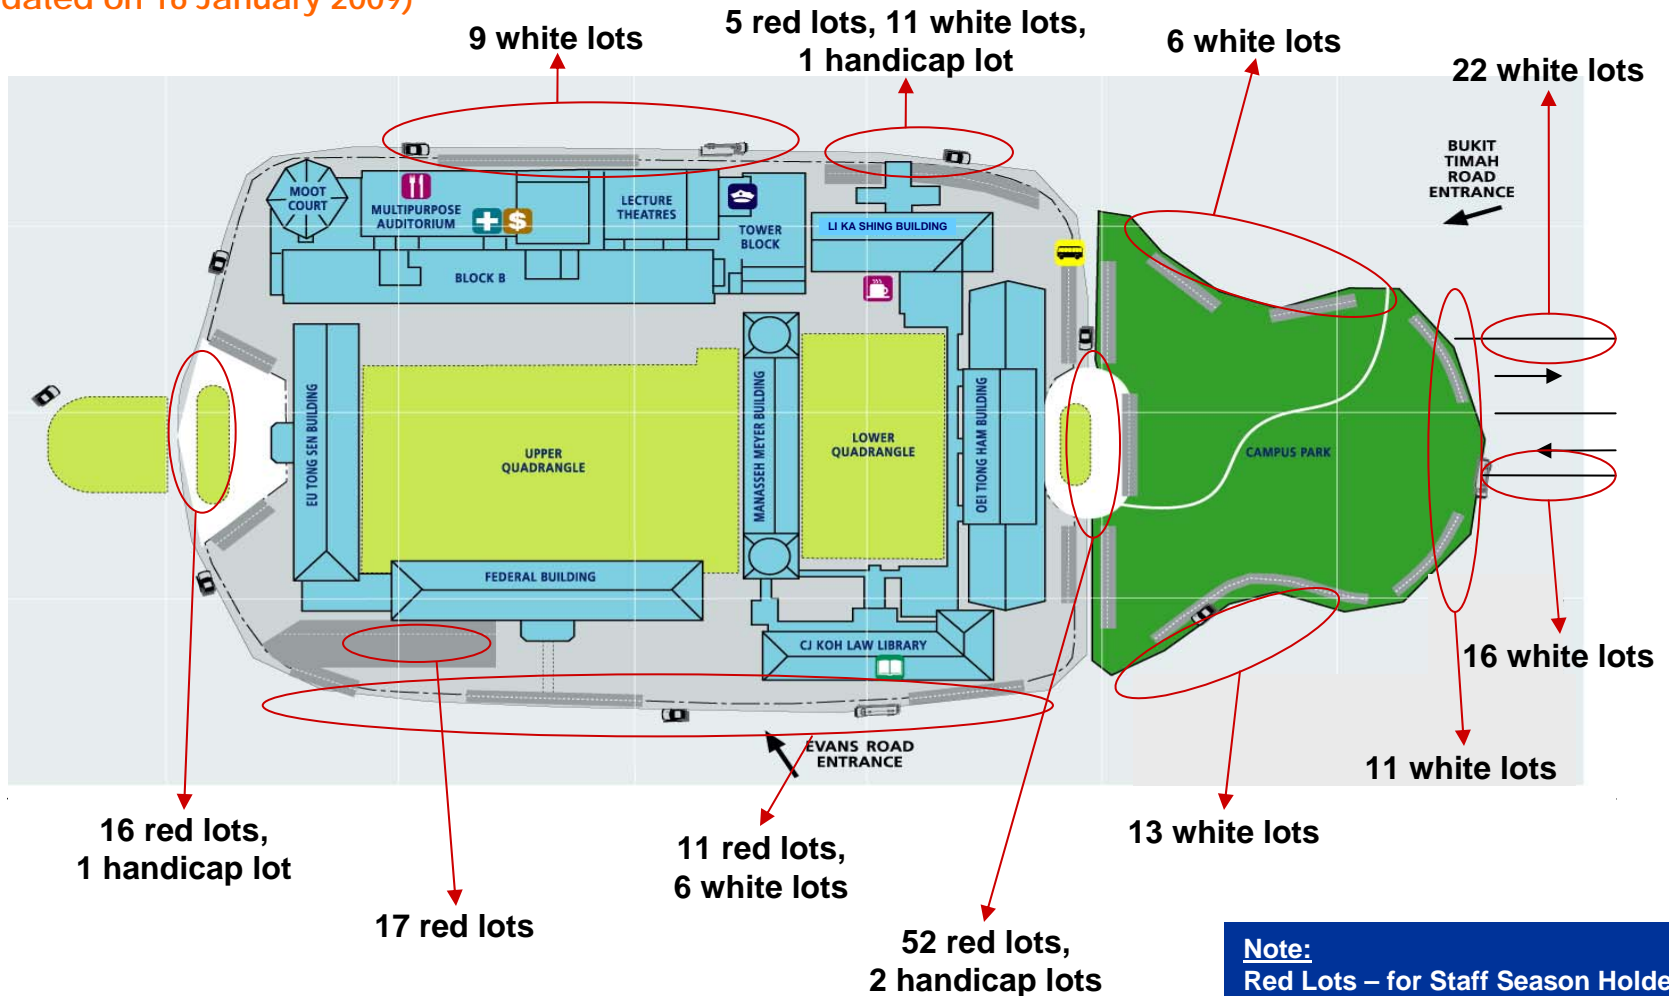 dated on 16 January 2009)
9 white lots
5 red lots, 11 white lots,
1 handicap lot
6 white lots
22 white lots
BUKIT
TIMAH
ROAD
ENTRANCE
MOOT
COURT
MULTIPURPOSE
AUDITORIUM
$
LECTURE
THEATRES
TOWER
BLOCK
LI KA SHING BUILDING
BLOCK B
EU TONG SEN BUILDING
UPPER
QUADRANGLE
MANASSEH MEYER BUILDING
LOWER
QUADRANGLE
OEI TIONG HAM BUILDING
CAMPUS PARK
FEDERAL BUILDING
CJ KOH LAW LIBRARY
EVANS ROAD
ENTRANCE
16 white lots
11 white lots
13 white lots
16 red lots,
1 handicap lot
11 red lots,
6 white lots
17 red lots
52 red lots,
2 handicap lots
Note:
Red Lots – for Staff Season Holde